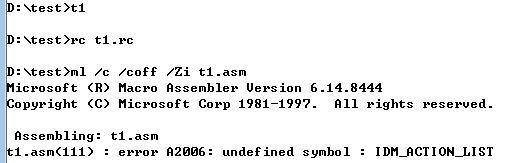 D:\test>t1
D:\test>rc t1.rc
D:\test>ml /c /coff /Zi t1.asm
Microsoft (R) Macro Assembler Version 6.14.8444
Copyright (C) Microsoft Corp 1981-1997.  All rights reserved.
Assembling: t1.asm
t1.asm(111) : error A2006: undefined symbol : IDM_ACTION_LIST